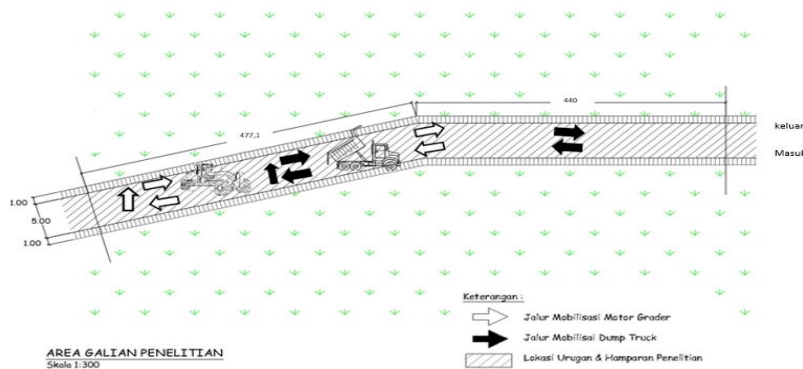 440
keluar
477,1
Masuk
1.00
5.00
1.00
Keterangan :
Jalur Mobilisasi Motor Grader
Jalur Mobilisai Dump Truck
Lokasi Urugan & Hamparan Penelitian
AREA GALIAN PENELITIAN
Skala 1:300